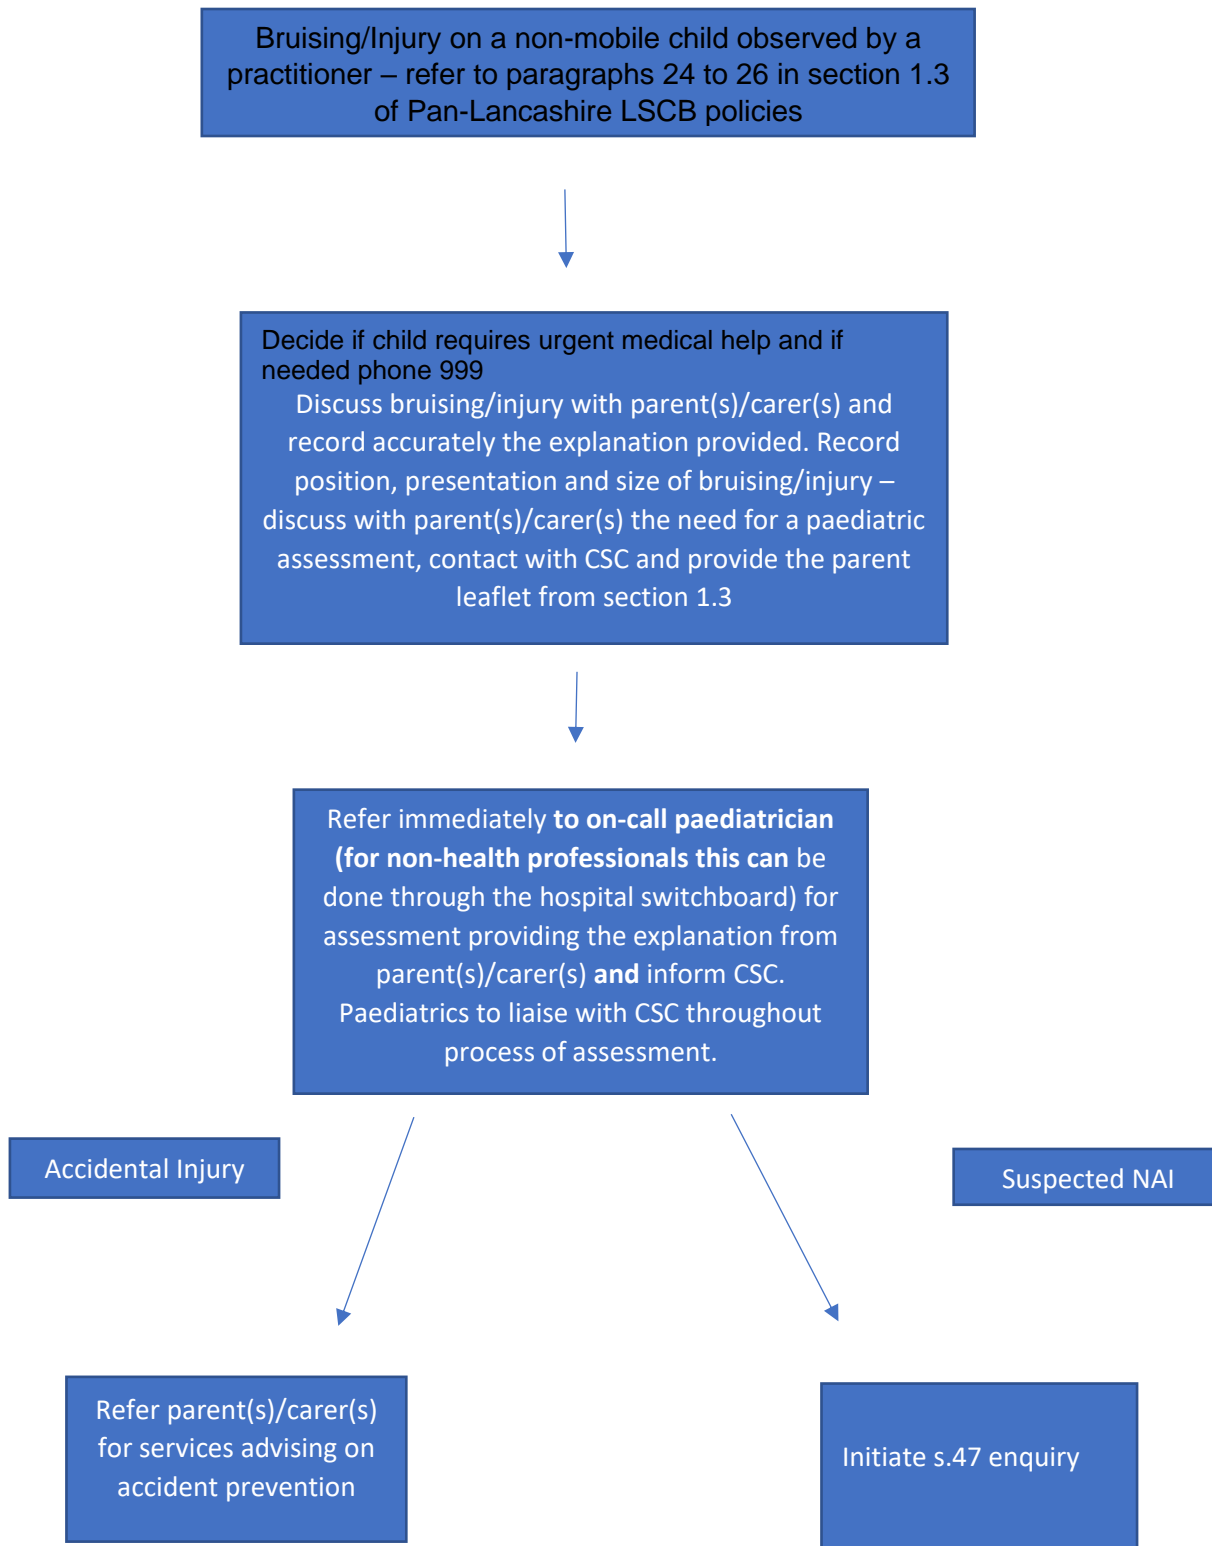 Bruising/Injury on a non-mobile child observed by a
practitioner – refer to paragraphs 24 to 26 in section 1.3
of Pan-Lancashire LSCB policies
Decide if child requires urgent medical help and if
needed phone 999
Discuss bruising/injury with parent(s)/carer(s) and
record accurately the explanation provided. Record
position, presentation and size of bruising/injury –
discuss with parent(s)/carer(s) the need for a paediatric
assessment, contact with CSC and provide the parent
leaflet from section 1.3
Refer immediately to on-call paediatrician
(for non-health professionals this can be
done through the hospital switchboard) for
assessment providing the explanation from
parent(s)/carer(s) and inform CSC.
Paediatrics to liaise with CSC throughout
process of assessment.
Accidental Injury
Suspected NAI
Refer parent(s)/carer(s)
for services advising on
accident prevention
Initiate s.47 enquiry